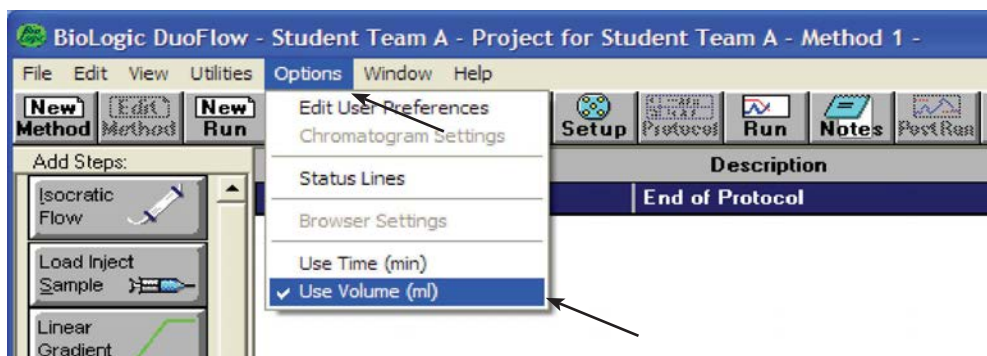 BioLogic DuoFlow - Student Team A - Project for Student Team A - Method 1 -
File Edit View Utilities Options Window Help
New Method
Edit Method
New Run
Setup
Protocol
Run
Notes
Post Run
Edit User Preferences
Chromatogram Settings
Status Lines
Browser Settings
Use Time (min)
✓ Use Volume (ml)
Add Steps:
Description
Isocratic
Flow
End of Protocol
Load Inject
Sample
Linear
Gradient